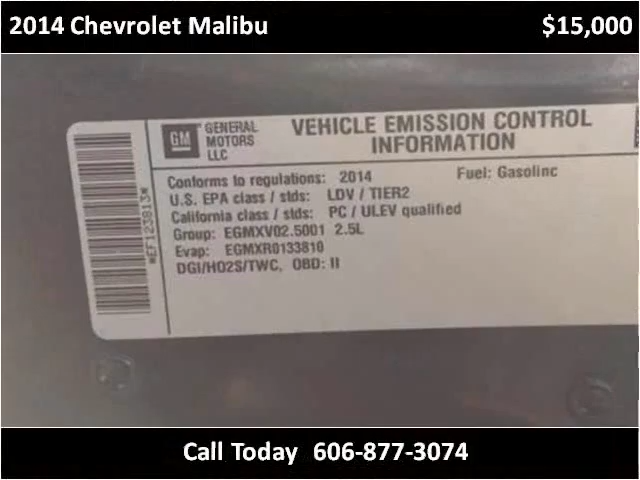 2014 Chevrolet Malibu $15,000
GM GENERAL MOTORS LLC
VEHICLE EMISSION CONTROL
INFORMATION
Conforms to regulations: 2014 Fuel: Gasoline
U.S. EPA class / stds: LDV / TIER2
California class / stds: PC / ULEV qualified
Group: EGMXV02.5001 2.5L
Evap: EGMXR0133810
DGI/HO2S/TWC, OBD: II
*EF123813*
Call Today 606-877-3074